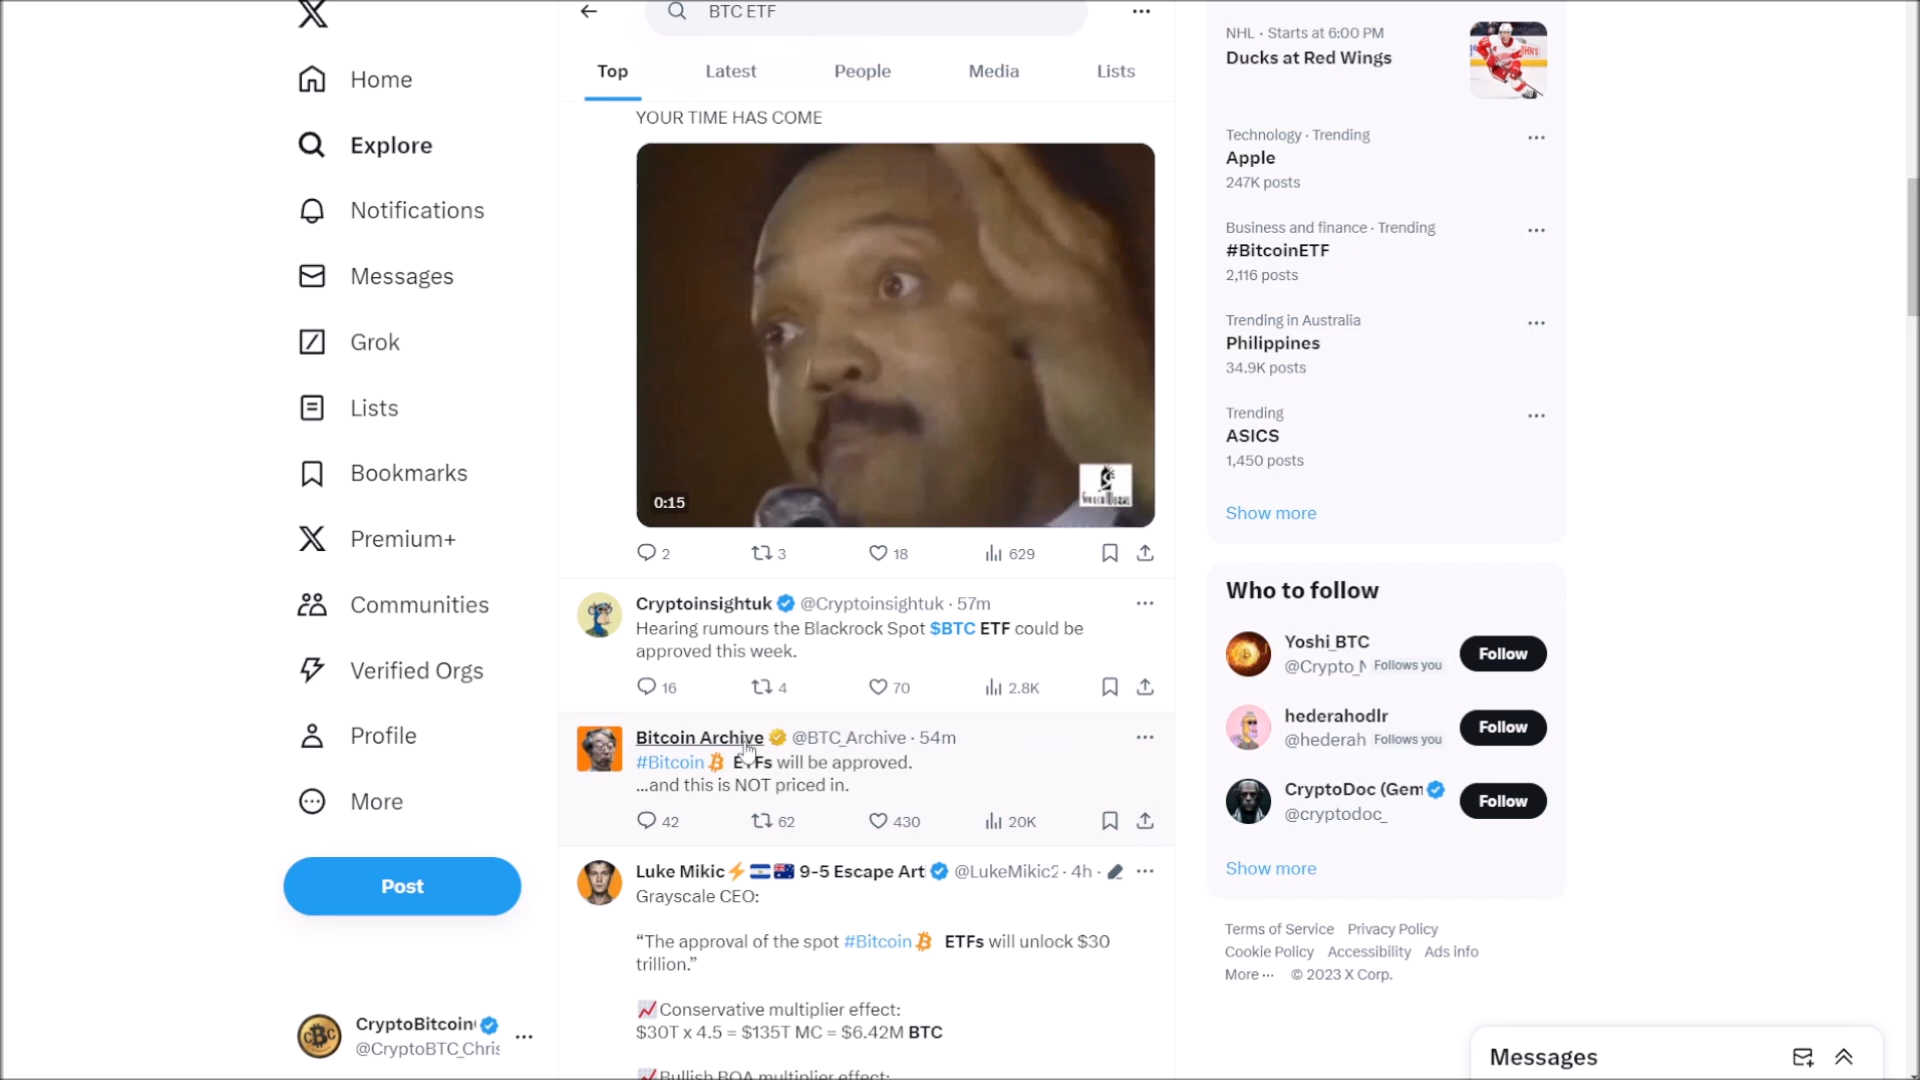 BTC ETF
Home
Explore
Notifications
Messages
Grok
Lists
Bookmarks
Premium+
Communities
Verified Orgs
Profile
More
Post
CryptoBitcoin
@CryptoBTC_Chris
Top Latest People Media Lists
YOUR TIME HAS COME
0:15
2 3 18 629
Cryptoinsightuk @Cryptoinsightuk · 57m
Hearing rumours the Blackrock Spot $BTC ETF could be
approved this week.
16 4 70 2.8K
Bitcoin Archive @BTC_Archive · 54m
#Bitcoin ETFs will be approved.
...and this is NOT priced in.
42 62 430 20K
Luke Mikic⚡🇸🇻🇦🇺 9-5 Escape Art @LukeMikic2 · 4h ·
Grayscale CEO:
“The approval of the spot #Bitcoin ETFs will unlock $30
trillion.”
📈Conservative multiplier effect:
$30T x 4.5 = $135T MC = $6.42M BTC
📈Bullish BOA multiplier effect:
NHL · Starts at 6:00 PM
Ducks at Red Wings
Technology · Trending
Apple
247K posts
Business and finance · Trending
#BitcoinETF
2,116 posts
Trending in Australia
Philippines
34.9K posts
Trending
ASICS
1,450 posts
Show more
Who to follow
Yoshi_BTC
@Crypto_ Follows you
Follow
hederahodlr
@hederah Follows you
Follow
CryptoDoc (Gem
@cryptodoc_
Follow
Show more
Terms of Service Privacy Policy
Cookie Policy Accessibility Ads info
More ··· © 2023 X Corp.
Messages